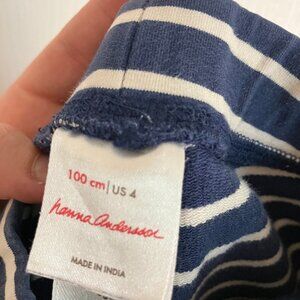 100 cm | US 4
hanna Andersson
MADE IN INDIA